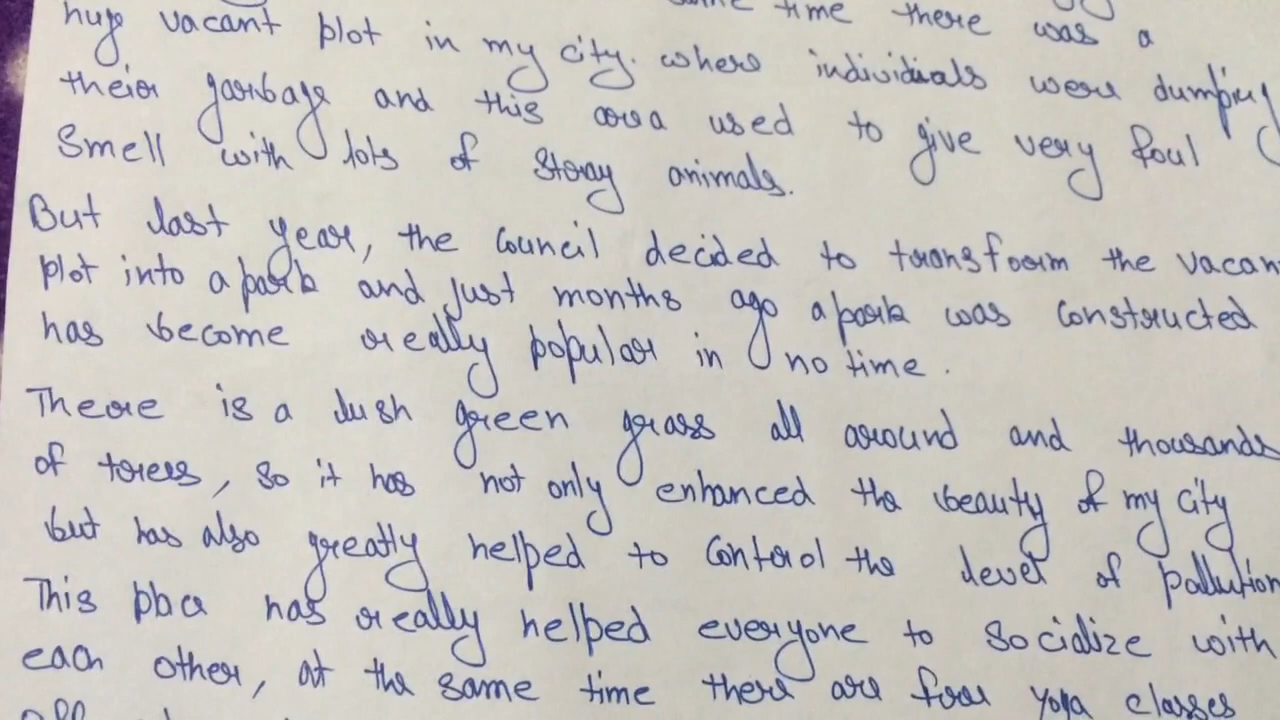 time there was a
huge vacant plot in my city. where individials were dumping
their garbage and this area used to give very foul
Smell with lots of stray animals.
But last year, the council decided to transform the vacan
plot into a park and just months ago a park was constructed
has become really popular in no time.
There is a lush green grass all around and thousands
of trees, so it has not only enhanced the beauty of my city
but has also greatly helped to control the level of pollution
This has really helped everyone to socialize with
each other, at the same time there are free yoga classes